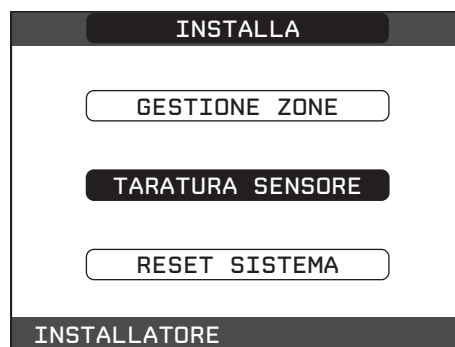 INSTALLA
GESTIONE ZONE
TARATURA SENSORE
RESET SISTEMA
INSTALLATORE